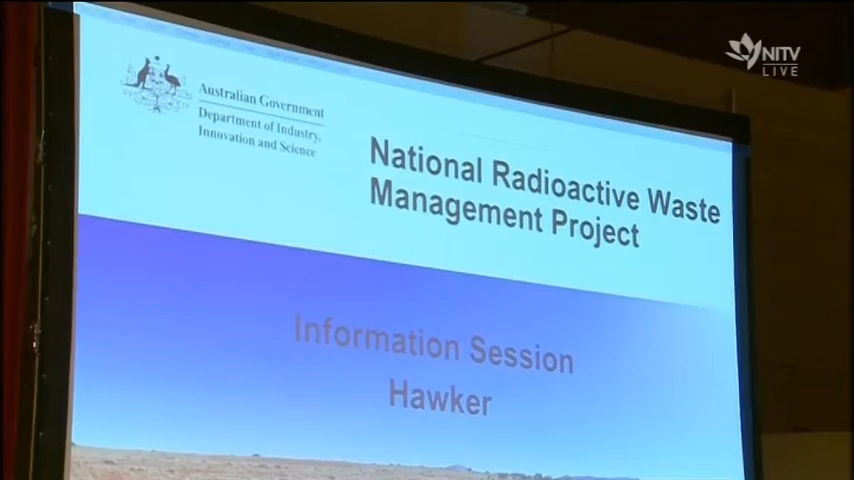 NITV
LIVE
Australian Government
Department of Industry,
Innovation and Science
National Radioactive Waste
Management Project
Information Session
Hawker